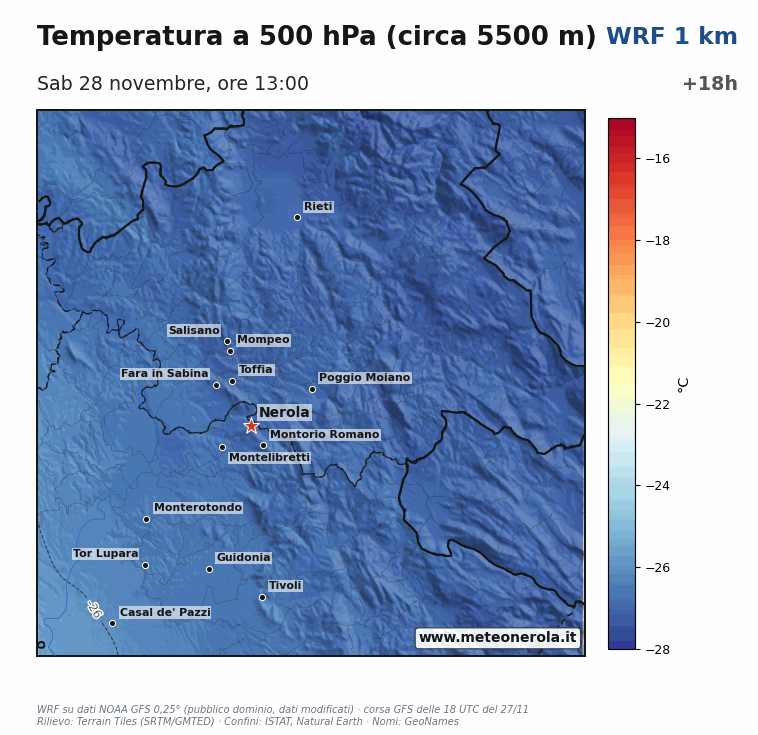 Temperatura a 500 hPa (circa 5500 m) WRF 1 km
Sab 28 novembre, ore 13:00 +18h
Rieti
Salisano
Mompeo
Fara in Sabina
Toffia
Poggio Moiano
Nerola
Montorio Romano
Montelibretti
Monterotondo
Tor Lupara
Guidonia
Tivoli
Casal de' Pazzi
-26
www.meteonerola.it
−16
−18
−20
−22
−24
−26
−28
°C
WRF su dati NOAA GFS 0,25° (pubblico dominio, dati modificati) · corsa GFS delle 18 UTC del 27/11
Rilievo: Terrain Tiles (SRTM/GMTED) · Confini: ISTAT, Natural Earth · Nomi: GeoNames